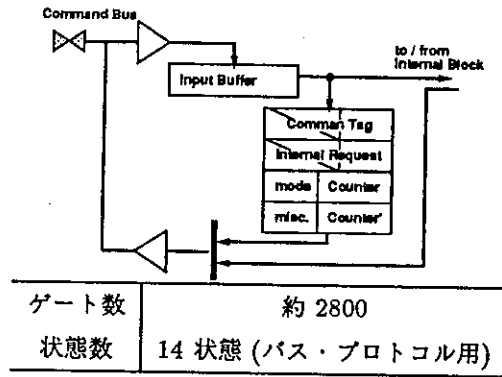 Command Bus
to / from
Internal Block
Input Buffer
Comman Tag
Internal Request
mode Counter
misc. Counter'
ゲート数 約 2800
状態数 14 状態 (バス・プロトコル用)